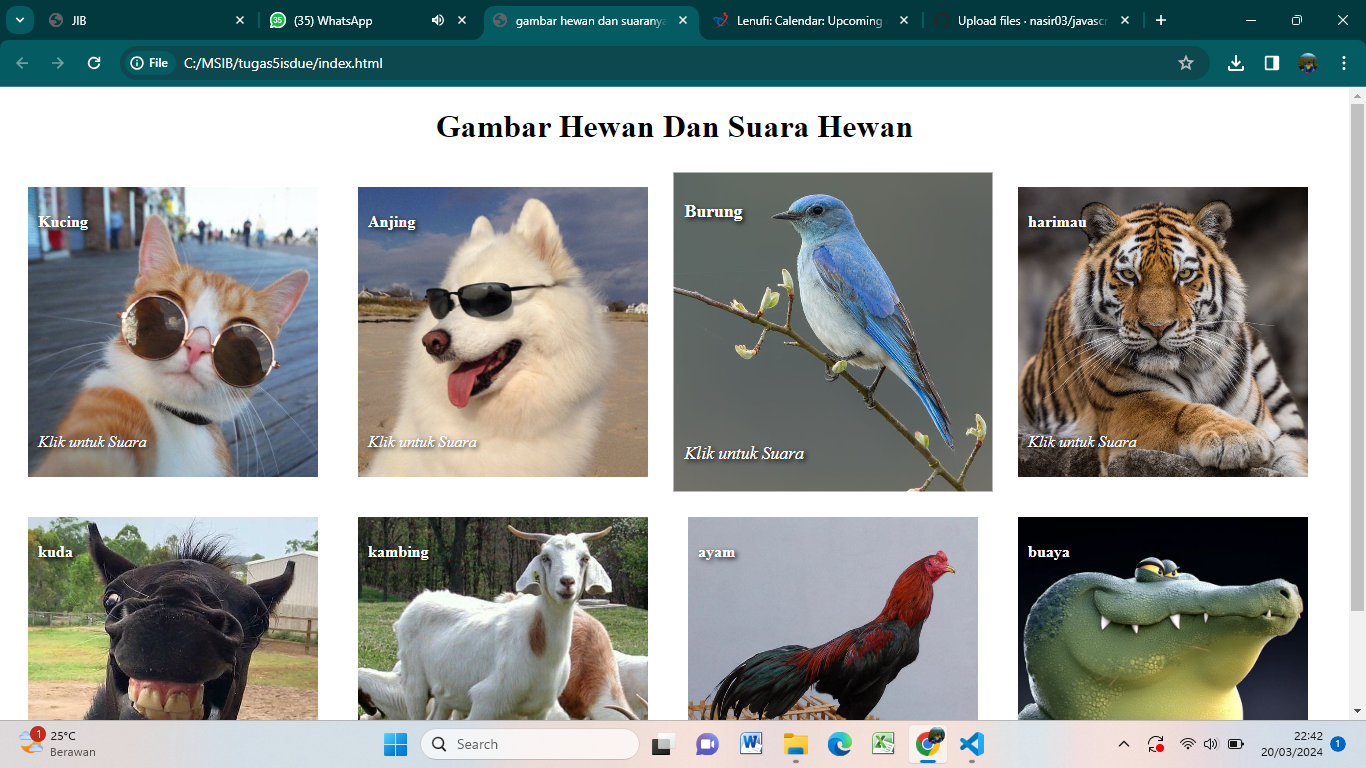 JIB
(35) WhatsApp
gambar hewan dan suaranya
Lenufi: Calendar: Upcoming
Upload files · nasir03/javasc
File
C:/MSIB/tugas5isdue/index.html
Gambar Hewan Dan Suara Hewan
Kucing
Anjing
Burung
harimau
Klik untuk Suara
Klik untuk Suara
Klik untuk Suara
Klik untuk Suara
kuda
kambing
ayam
buaya
1
25°C
Berawan
Search
22:42
20/03/2024
1